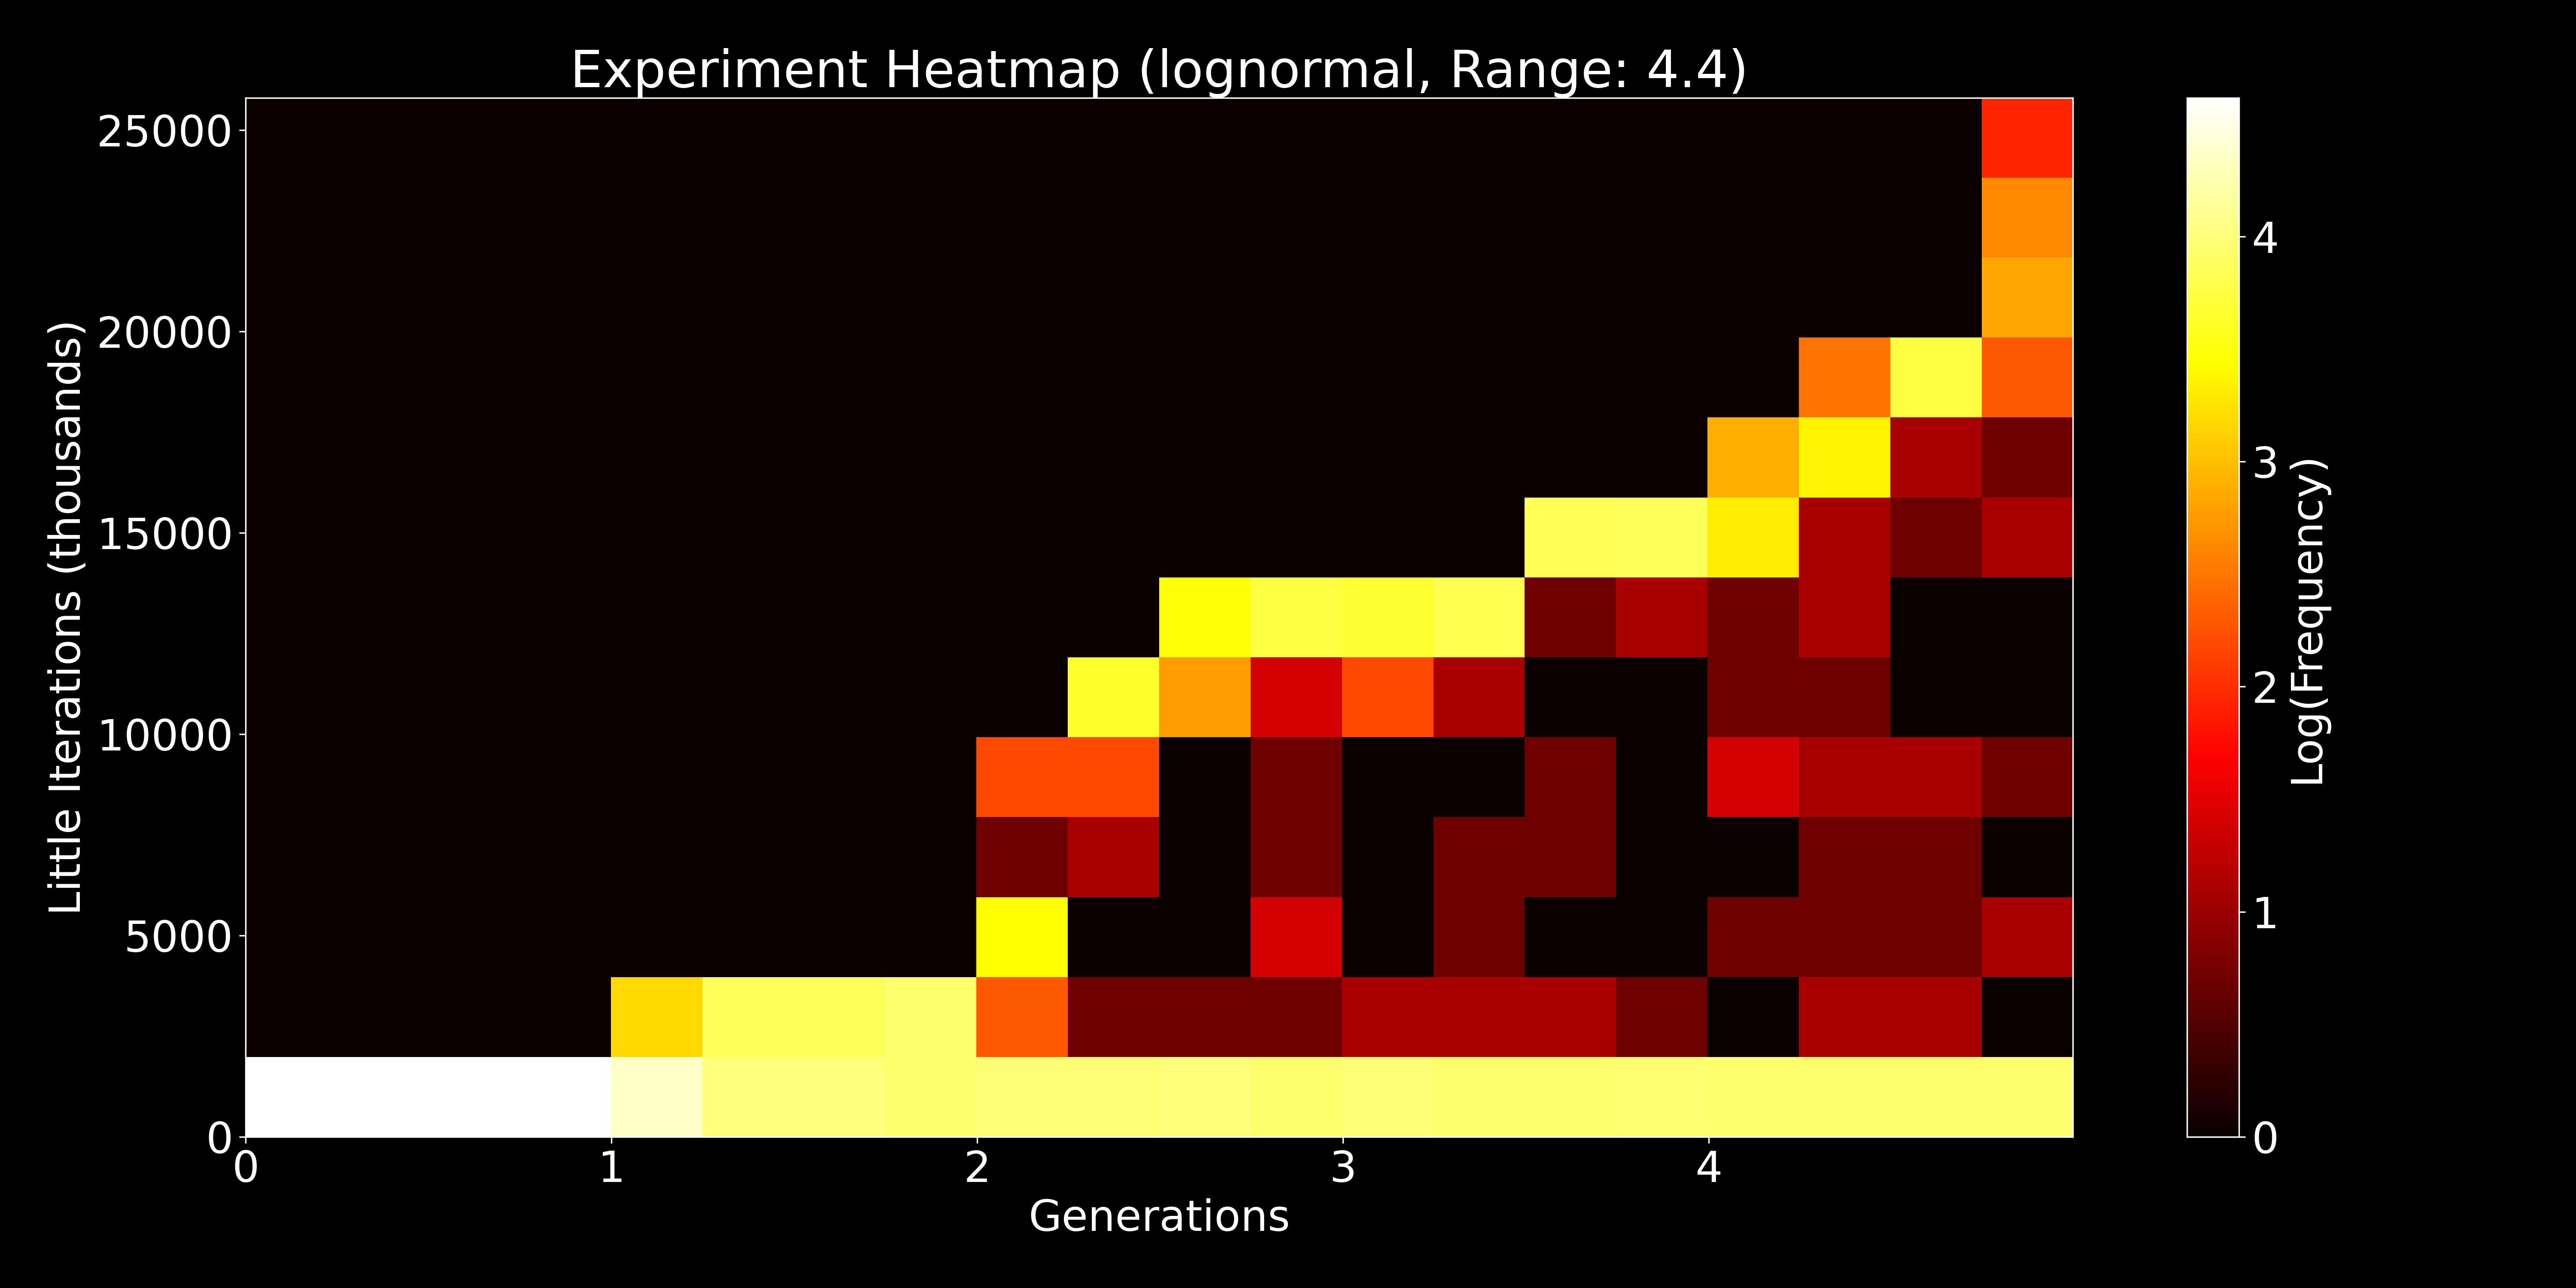 Experiment Heatmap (lognormal, Range: 4.4)
Little Iterations (thousands)
25000
20000
15000
10000
5000
0
0 1 2 3 4
Generations
4
3
2
1
0
Log(Frequency)